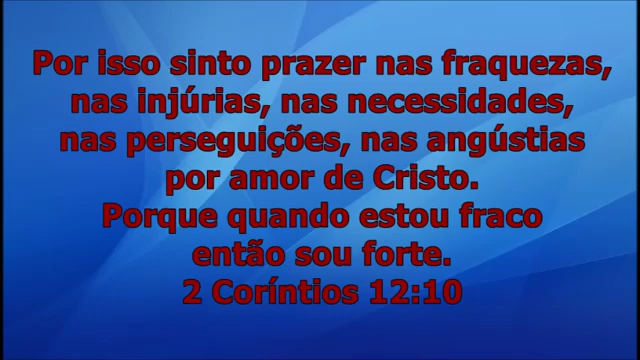 Por isso sinto prazer nas fraquezas,
nas injúrias, nas necessidades,
nas perseguições, nas angústias
por amor de Cristo.
Porque quando estou fraco
então sou forte.
2 Coríntios 12:10